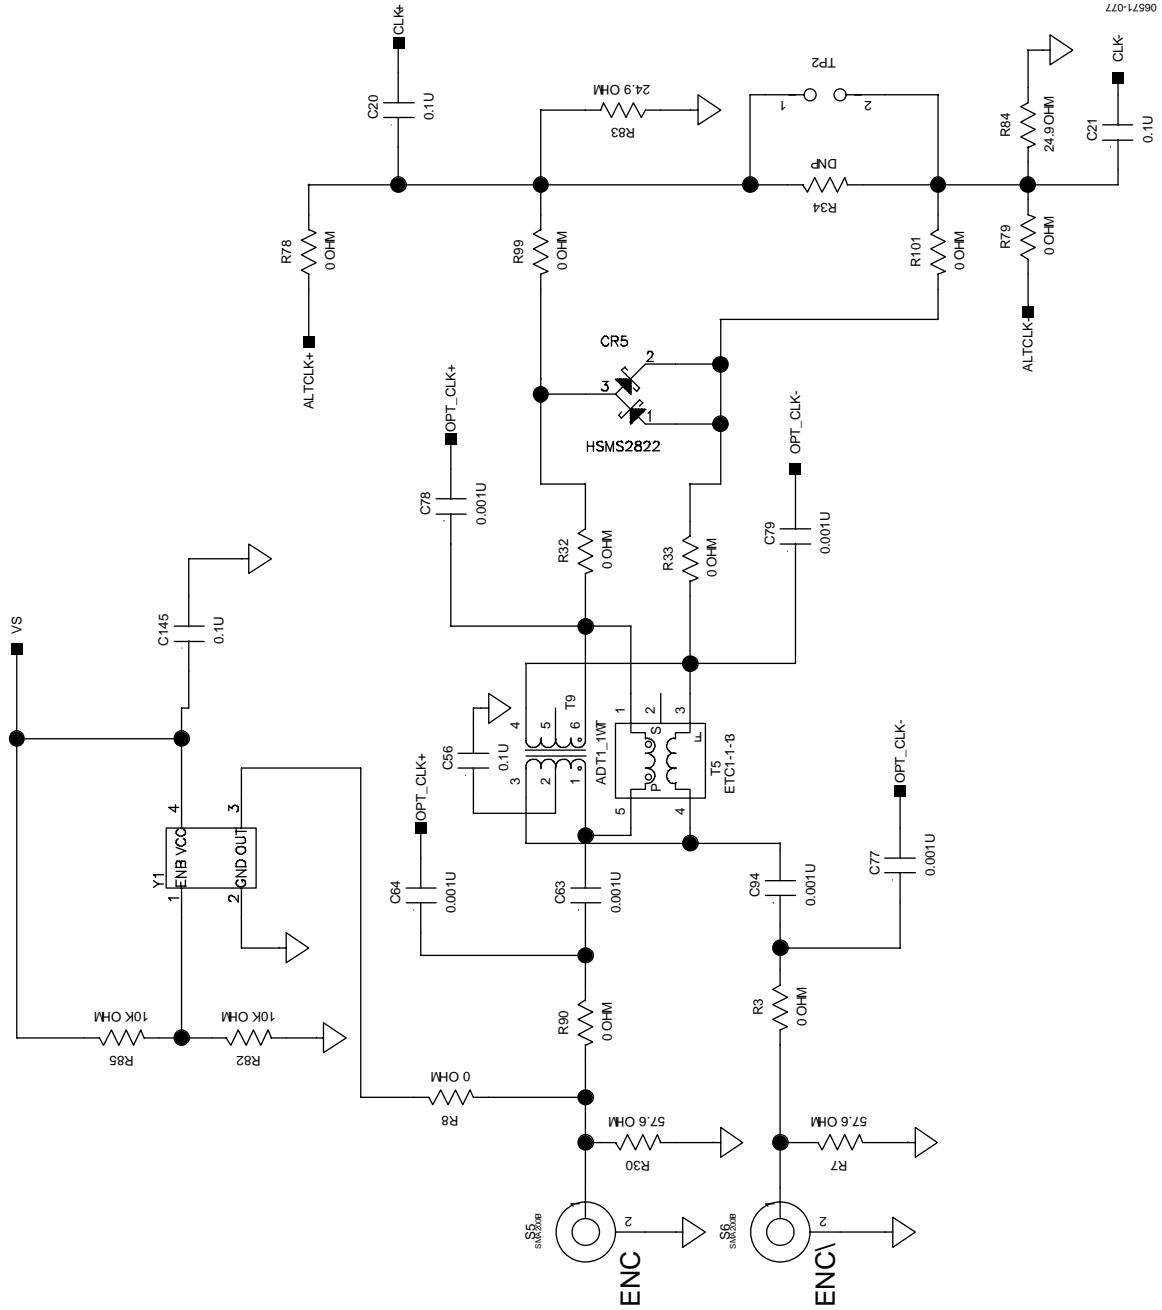 06571-077
CLK+
C20
0.1U
24.9 OHM
R83
TP2
1
2
R84
24.9 OHM
CLK-
C21
0.1U
DNP
R34
R78
0 OHM
R99
0 OHM
R101
0 OHM
R79
0 OHM
ALTCLK+
ALTCLK-
CR5
2
3
1
HSMS2822
OPT_CLK+
C78
0.001U
OPT_CLK-
C79
0.001U
R32
0 OHM
R33
0 OHM
VS
C145
0.1U
C56
0.1U
T9
ADT1_1WT
4
5
6
3
2
1
1
2
3
S
F
P
5
4
T5
ETC1-1-13
OPT_CLK+
C64
0.001U
C63
0.001U
C94
0.001U
OPT_CLK-
C77
0.001U
Y1
ENB VCC
GND OUT
4
3
1
2
10K OHM
R85
10K OHM
R82
R90
0 OHM
R3
0 OHM
0 OHM
R8
57.6 OHM
R30
57.6 OHM
R7
S5
SMA200B
1
2
ENC
S6
SMA200B
1
2
ENC\